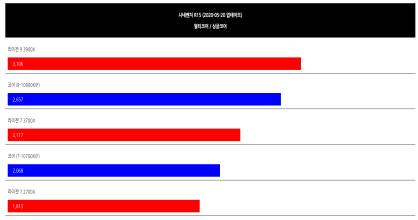 시네벤치 R15 (2020-05-20 업데이트)
멀티코어 / 싱글코어
라이젠 9 3900X
3,106
코어 i9-10900K(F)
2,657
라이젠 7 3700X
2,117
코어 i7-10700K(F)
2,068
라이젠 7 2700X
1,813